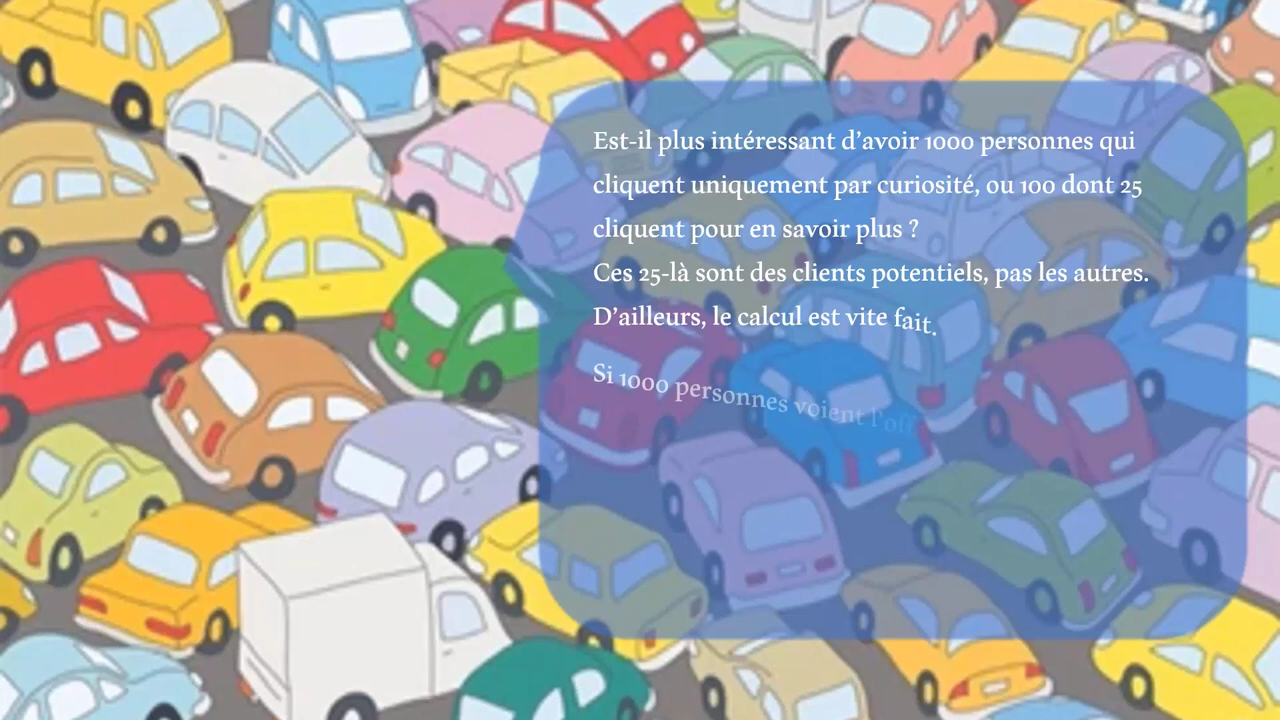 Est-il plus intéressant d’avoir 1000 personnes qui
cliquent uniquement par curiosité, ou 100 dont 25
cliquent pour en savoir plus ?
Ces 25-là sont des clients potentiels, pas les autres.
D’ailleurs, le calcul est vite fait.
Si 1000 personnes voient l’off